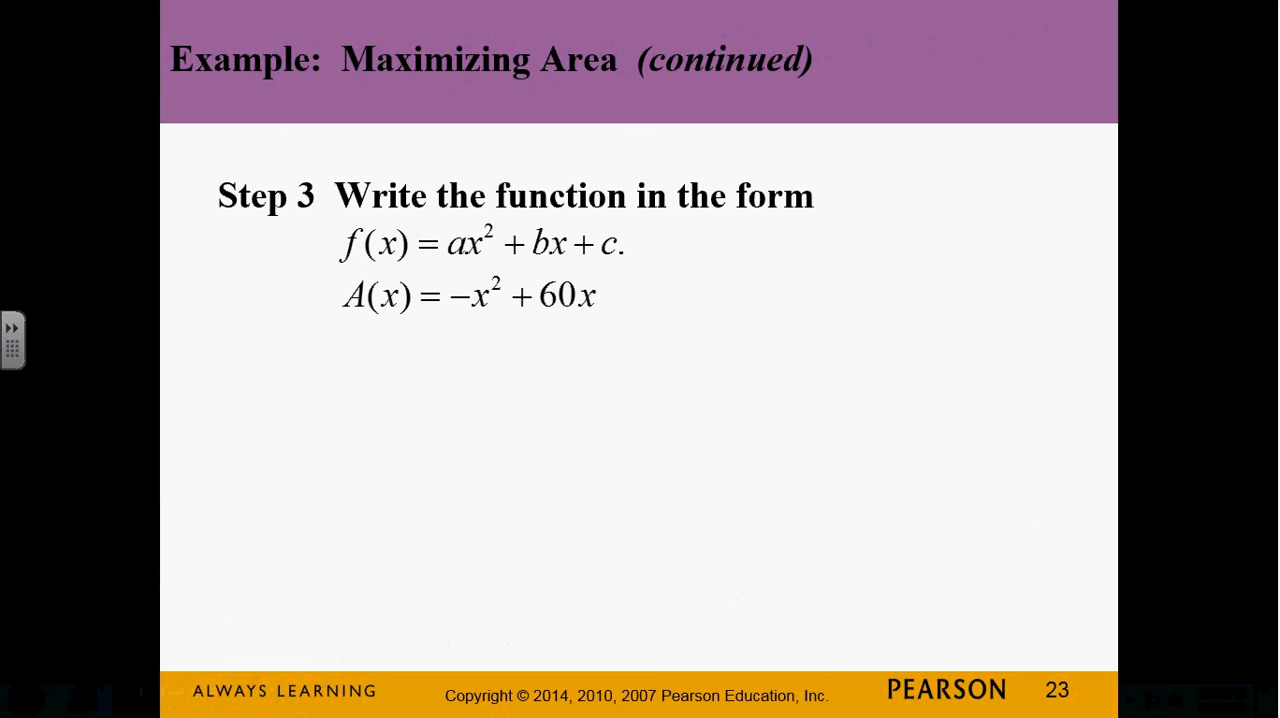 Example: Maximizing Area (continued)
Step 3 Write the function in the form
f(x) = ax² + bx + c.
A(x) = −x² + 60x
ALWAYS LEARNING
Copyright © 2014, 2010, 2007 Pearson Education, Inc.
PEARSON
23